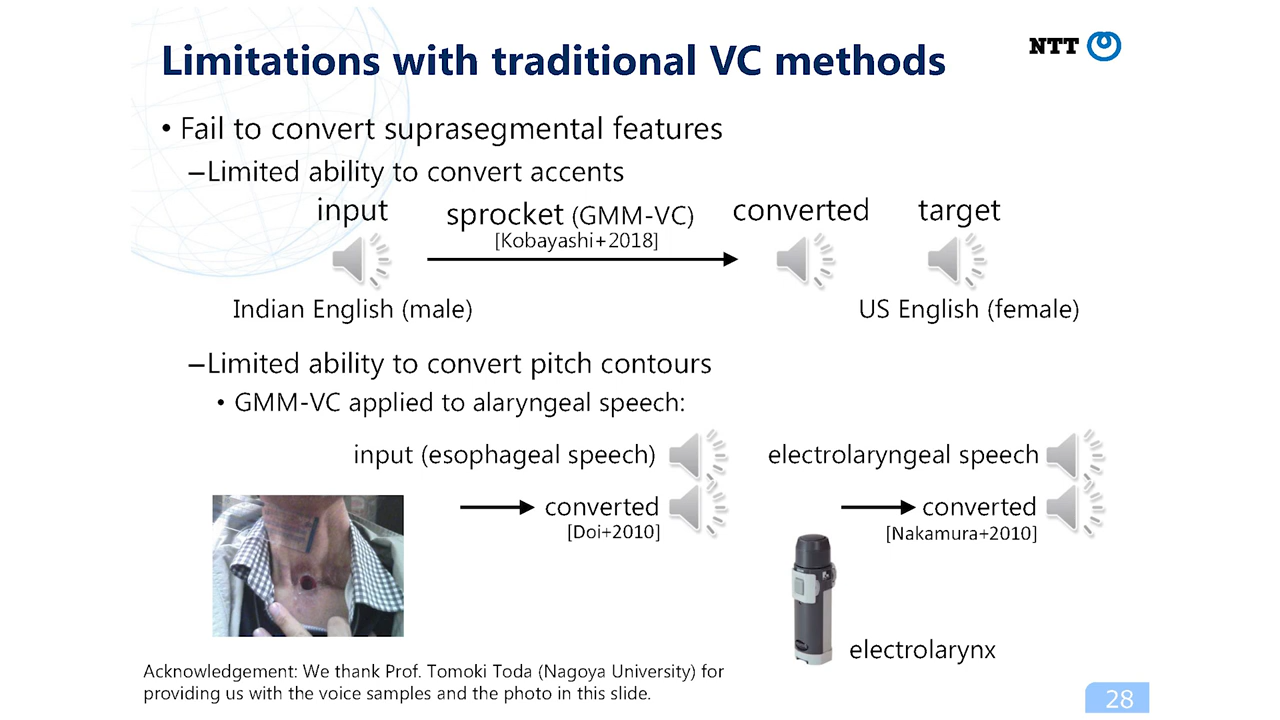 Limitations with traditional VC methods
NTT
• Fail to convert suprasegmental features
–Limited ability to convert accents
input sprocket (GMM-VC) converted target
[Kobayashi+2018]
Indian English (male) US English (female)
–Limited ability to convert pitch contours
• GMM-VC applied to alaryngeal speech:
input (esophageal speech) electrolaryngeal speech
converted converted
[Doi+2010] [Nakamura+2010]
electrolarynx
Acknowledgement: We thank Prof. Tomoki Toda (Nagoya University) for
providing us with the voice samples and the photo in this slide.
28